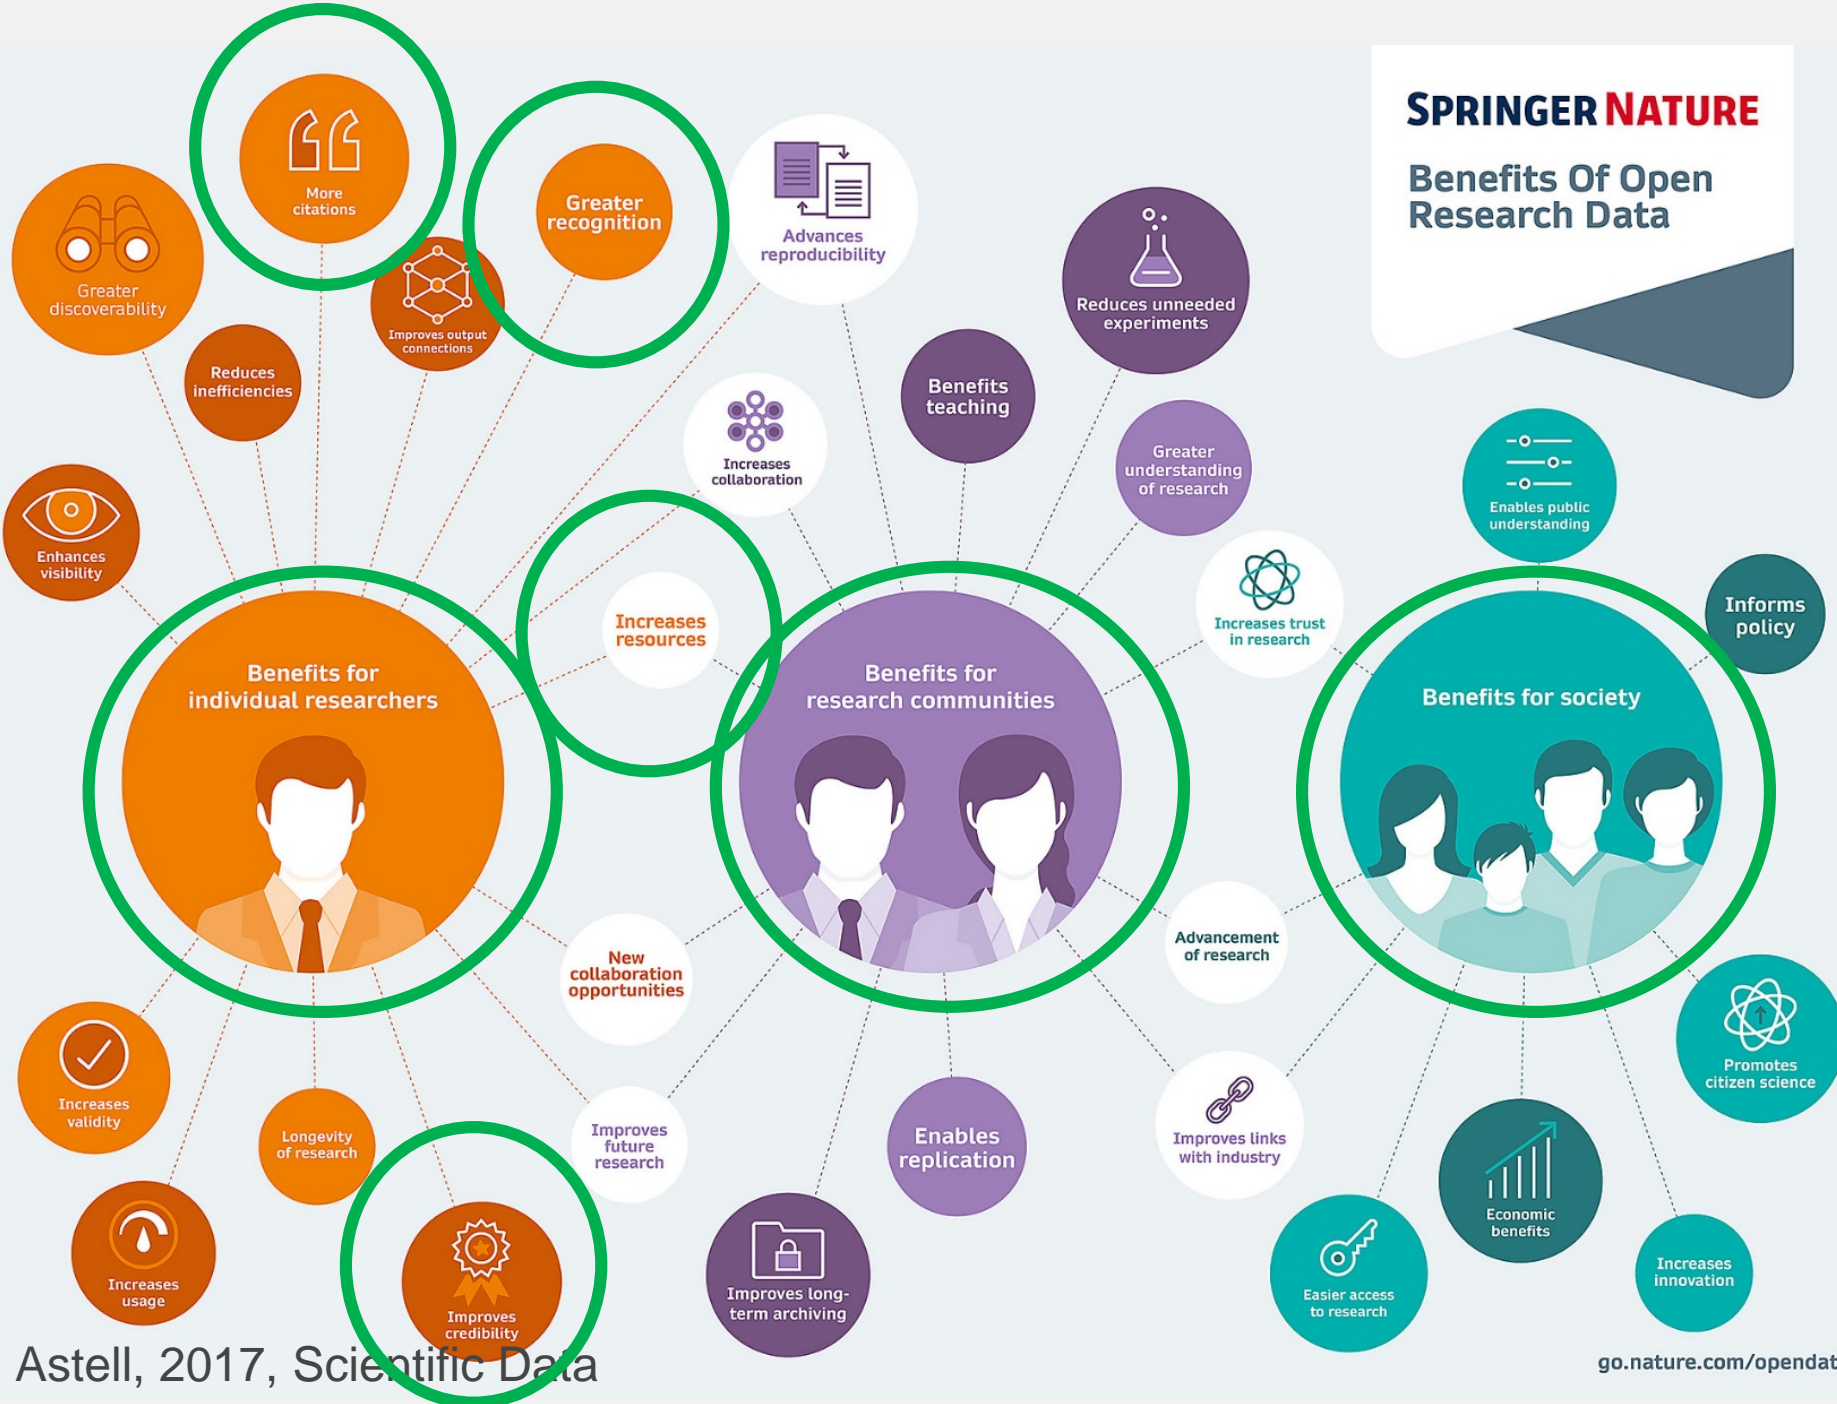 SPRINGER NATURE
Benefits Of Open
Research Data
More
citations
Greater
recognition
Greater
discoverability
Improves output
connections
Reduces
inefficiencies
Enhances
visibility
Advances
reproducibility
Increases
collaboration
Benefits
teaching
Reduces unneeded
experiments
Greater
understanding
of research
Increases
resources
Increases trust
in research
Enables public
understanding
Informs
policy
Benefits for
individual researchers
Benefits for
research communities
Benefits for society
New
collaboration
opportunities
Advancement
of research
Increases
validity
Longevity
of research
Increases
usage
Improves
credibility
Improves
future
research
Enables
replication
Improves long-
term archiving
Improves links
with industry
Promotes
citizen science
Economic
benefits
Easier access
to research
Increases
innovation
Astell, 2017, Scientific Data
go.nature.com/opendat